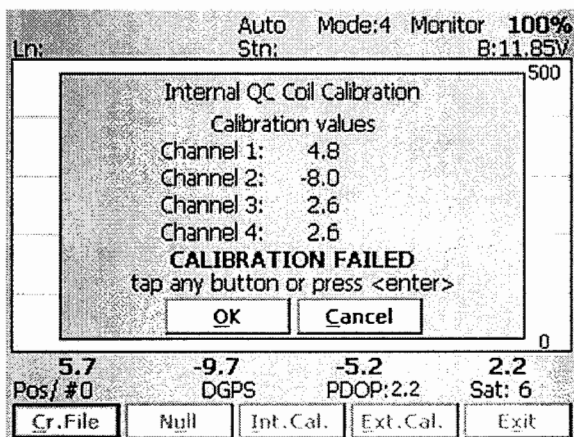 Auto Mode:4 Monitor 100%
Ln: Stn: B:11.85V
500
Internal QC Coil Calibration
Calibration values
Channel 1: 4.8
Channel 2: -8.0
Channel 3: 2.6
Channel 4: 2.6
CALIBRATION FAILED
tap any button or press <enter>
OK Cancel
0
5.7 -9.7 -5.2 2.2
Pos/ #0 DGPS PDOP:2.2 Sat: 6
Cr.File Null Int.Cal. Ext.Cal. Exit